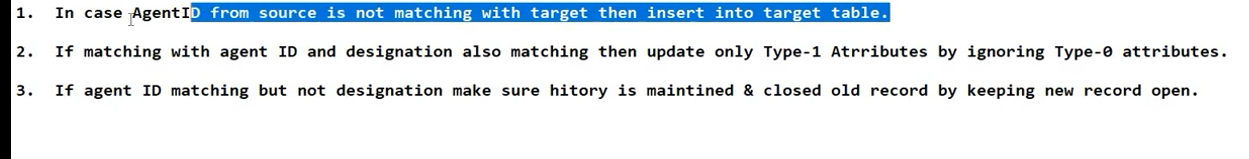 1. In case AgentID from source is not matching with target then insert into target table.
2. If matching with agent ID and designation also matching then update only Type-1 Atrributes by ignoring Type-0 attributes.
3. If agent ID matching but not designation make sure hitory is maintined & closed old record by keeping new record open.